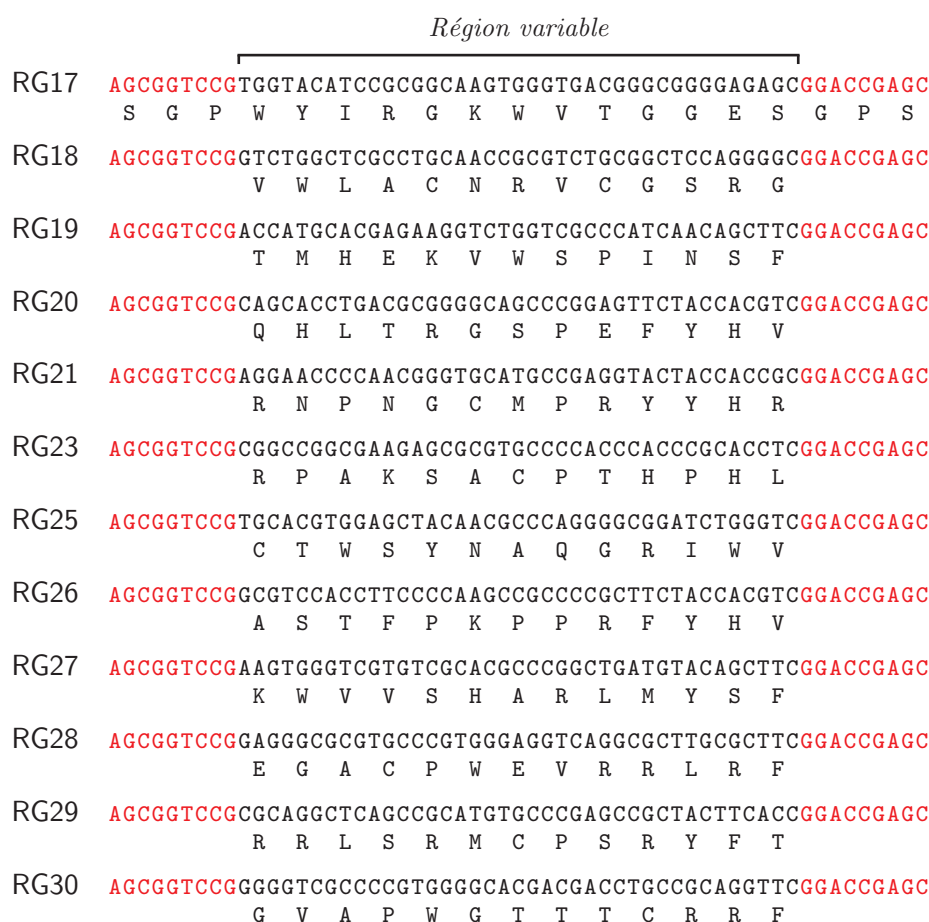 Région variable
RG17 AGCGGTCCGTGGTACATCCGCGGCAAGTGGGTGACGGGCGGGGAGAGCGGACCGAGC
S G P W Y I R G K W V T G G E S G P S
RG18 AGCGGTCCGGTCTGGCTCGCCTGCAACCGCGTCTGCGGCTCCAGGGGCGGACCGAGC
V W L A C N R V C G S R G
RG19 AGCGGTCCGACCATGCACGAGAAGGTCTGGTCGCCCATCAACAGCTTCGGACCGAGC
T M H E K V W S P I N S F
RG20 AGCGGTCCGCAGCACCTGACGCGGGGCAGCCCGGAGTTCTACCACGTCGGACCGAGC
Q H L T R G S P E F Y H V
RG21 AGCGGTCCGAGGAACCCCAACGGGTGCATGCCGAGGTACTACCACCGCGGACCGAGC
R N P N G C M P R Y Y H R
RG23 AGCGGTCCGCGGCCGGCGAAGAGCGCGTGCCCCACCCACCCGCACCTCGGACCGAGC
R P A K S A C P T H P H L
RG25 AGCGGTCCGTGCACGTGGAGCTACAACGCCCAGGGGCGGATCTGGGTCGGACCGAGC
C T W S Y N A Q G R I W V
RG26 AGCGGTCCGGCGTCCACCTTCCCCAAGCCGCCCCGCTTCTACCACGTCGGACCGAGC
A S T F P K P P R F Y H V
RG27 AGCGGTCCGAAGTGGGTCGTGTCGCACGCCCGGCTGATGTACAGCTTCGGACCGAGC
K W V V S H A R L M Y S F
RG28 AGCGGTCCGGAGGGCGCGTGCCCGTGGGAGGTCAGGCGCTTGCGCTTCGGACCGAGC
E G A C P W E V R R L R F
RG29 AGCGGTCCGCGCAGGCTCAGCCGCATGTGCCCGAGCCGCTACTTCACCGGACCGAGC
R R L S R M C P S R Y F T
RG30 AGCGGTCCGGGGGTCGCCCCGTGGGGCACGACGACCTGCCGCAGGTTCGGACCGAGC
G V A P W G T T T C R R F